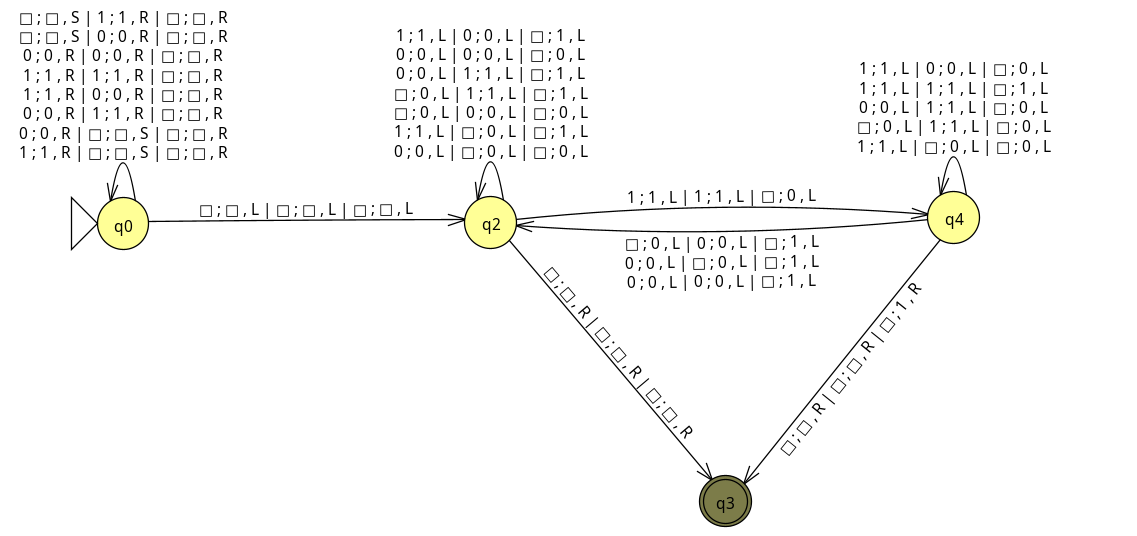 □;□,S|1;1,R|□;□,R
□;□,S|0;0,R|□;□,R
0;0,R|0;0,R|□;□,R
1;1,R|1;1,R|□;□,R
1;1,R|0;0,R|□;□,R
0;0,R|1;1,R|□;□,R
0;0,R|□;□,S|□;□,R
1;1,R|□;□,S|□;□,R
1;1,L|0;0,L|□;1,L
0;0,L|0;0,L|□;0,L
0;0,L|1;1,L|□;1,L
□;0,L|1;1,L|□;1,L
□;0,L|0;0,L|□;0,L
1;1,L|□;0,L|□;1,L
0;0,L|□;0,L|□;0,L
1;1,L|0;0,L|□;0,L
1;1,L|1;1,L|□;1,L
0;0,L|1;1,L|□;0,L
□;0,L|1;1,L|□;0,L
1;1,L|□;0,L|□;0,L
q0
□;□,L|□;□,L|□;□,L
q2
1;1,L|1;1,L|□;0,L
q4
□;0,L|0;0,L|□;1,L
0;0,L|□;0,L|□;1,L
0;0,L|0;0,L|□;1,L
□;□,R|□;□,R|□;□,R
□;□,R|□;□,R|□;1,R
q3